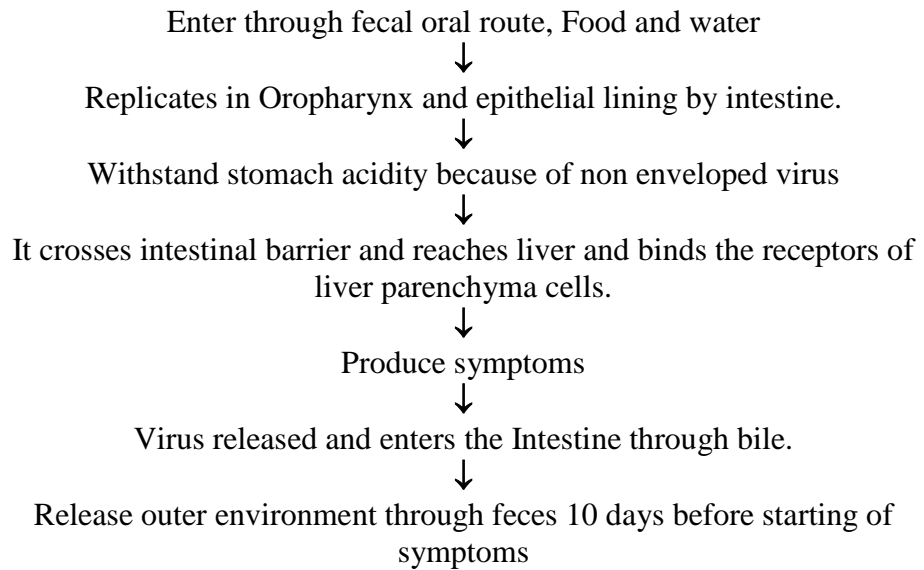 Enter through fecal oral route, Food and water
↓
Replicates in Oropharynx and epithelial lining by intestine.
↓
Withstand stomach acidity because of non enveloped virus
↓
It crosses intestinal barrier and reaches liver and binds the receptors of
liver parenchyma cells.
↓
Produce symptoms
↓
Virus released and enters the Intestine through bile.
↓
Release outer environment through feces 10 days before starting of
symptoms